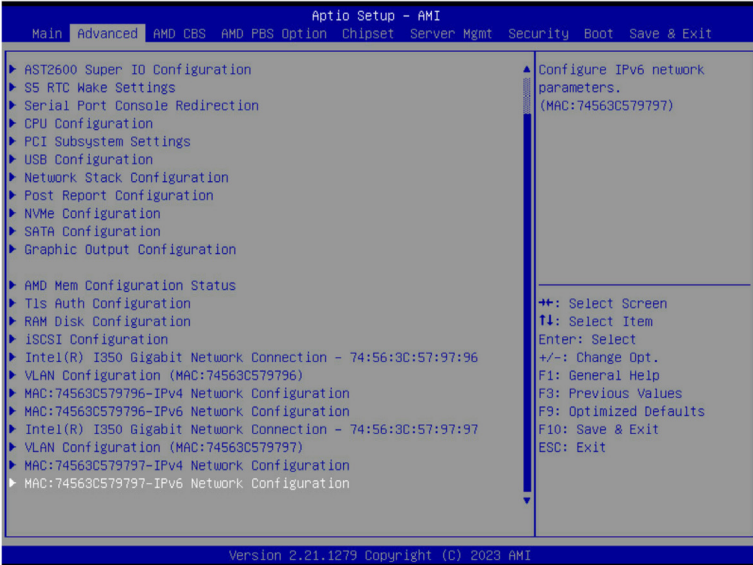 Aptio Setup – AMI
Main Advanced AMD CBS AMD PBS Option Chipset Server Mgmt Security Boot Save & Exit
AST2600 Super IO Configuration
S5 RTC Wake Settings
Serial Port Console Redirection
CPU Configuration
PCI Subsystem Settings
USB Configuration
Network Stack Configuration
Post Report Configuration
NVMe Configuration
SATA Configuration
Graphic Output Configuration
AMD Mem Configuration Status
Tls Auth Configuration
RAM Disk Configuration
iSCSI Configuration
Intel(R) I350 Gigabit Network Connection – 74:56:3C:57:97:96
VLAN Configuration (MAC:74563C579796)
MAC:74563C579796-IPv4 Network Configuration
MAC:74563C579796-IPv6 Network Configuration
Intel(R) I350 Gigabit Network Connection – 74:56:3C:57:97:97
VLAN Configuration (MAC:74563C579797)
MAC:74563C579797-IPv4 Network Configuration
MAC:74563C579797-IPv6 Network Configuration
Configure IPv6 network
parameters.
(MAC:74563C579797)
→←: Select Screen
↑↓: Select Item
Enter: Select
+/-: Change Opt.
F1: General Help
F3: Previous Values
F9: Optimized Defaults
F10: Save & Exit
ESC: Exit
Version 2.21.1279 Copyright (C) 2023 AMI